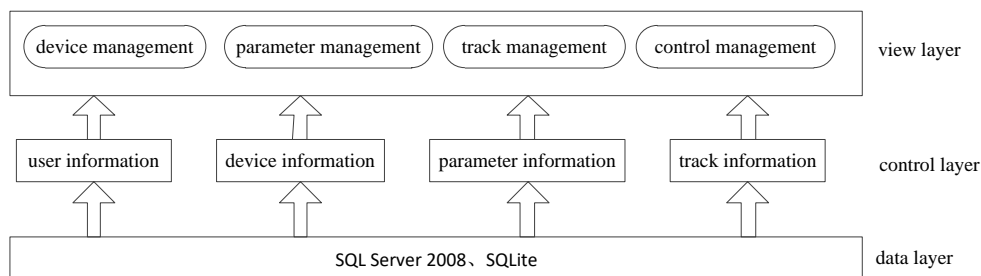 device management
parameter management
track management
control management
view layer
user information
device information
parameter information
track information
control layer
SQL Server 2008、SQLite
data layer